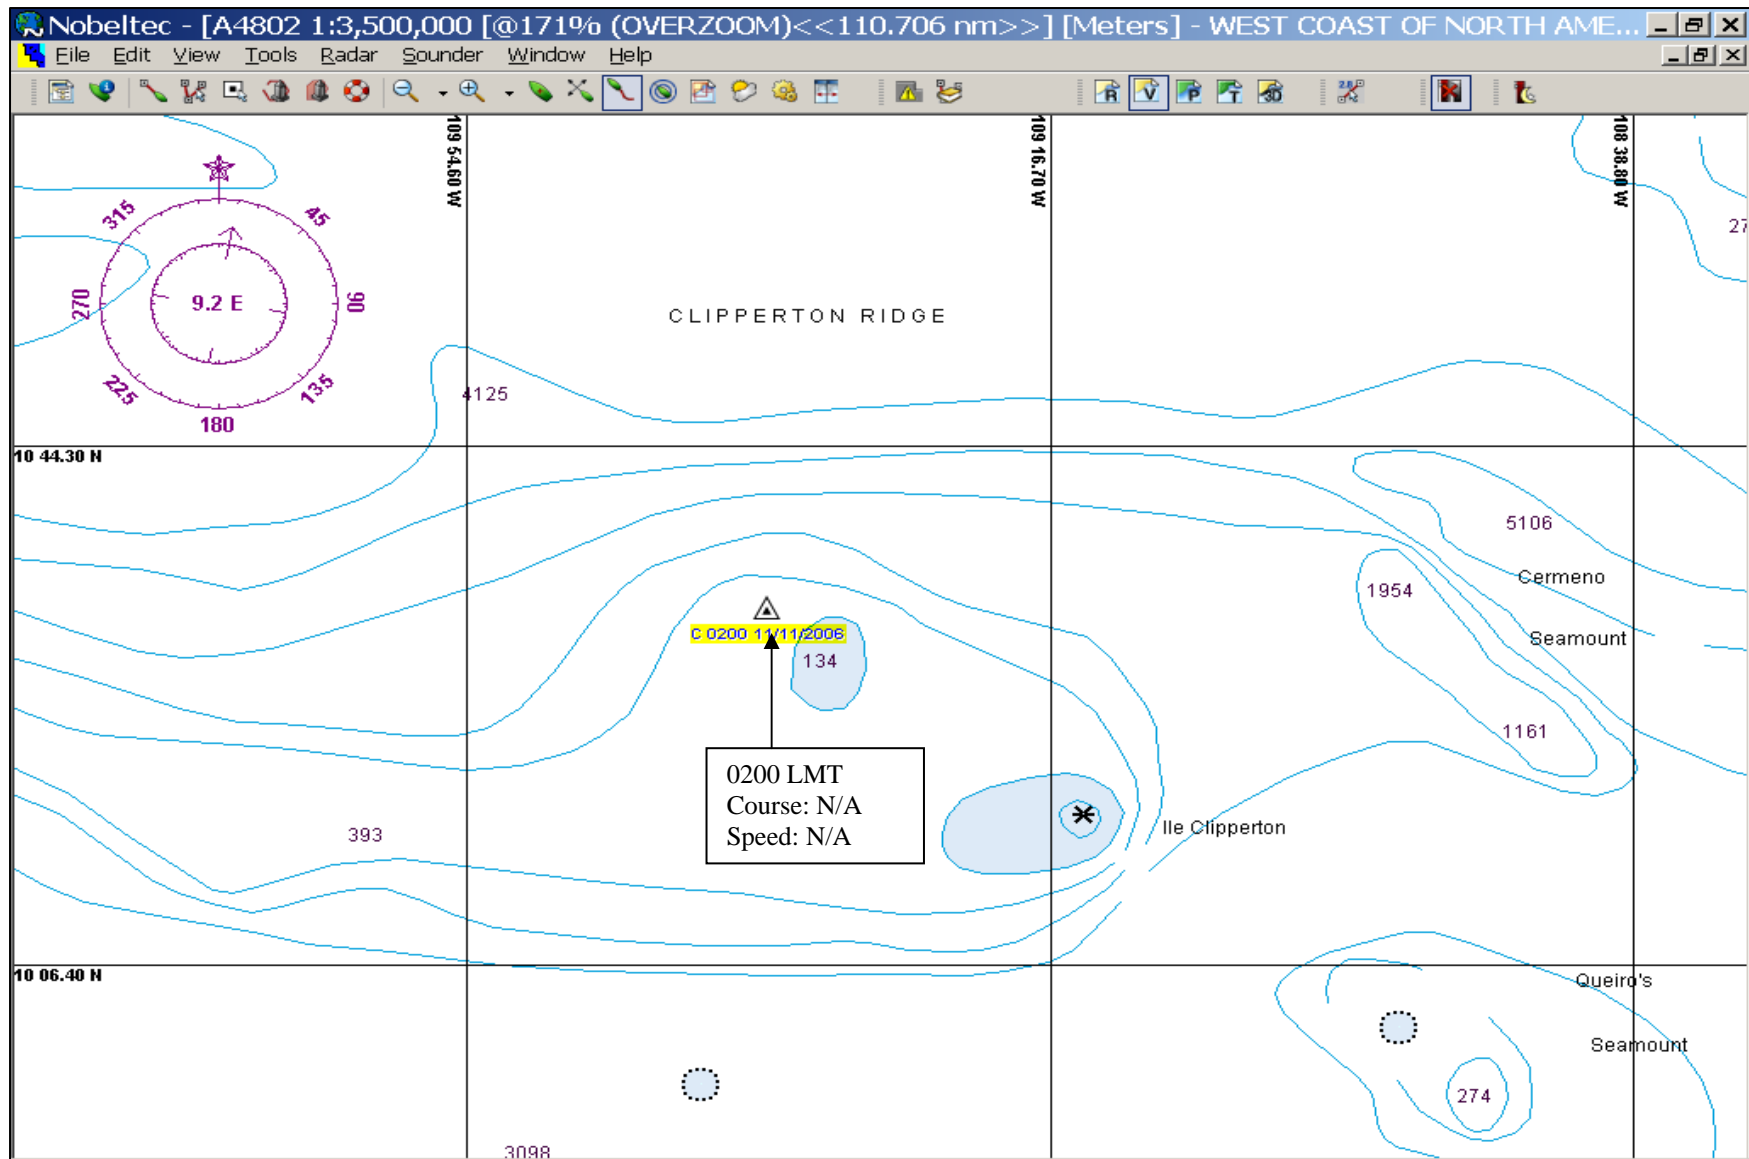 Nobeltec - [A4802 1:3,500,000 [@171% (OVERZOOM)<<110.706 nm>>] [Meters] - WEST COAST OF NORTH AME...
File Edit View Tools Radar Sounder Window Help
R V P T 3D
109 54.60 W
109 16.70 W
108 38.80 W
315
45
27
270
9.2 E
90
CLIPPERTON RIDGE
225
135
4125
180
10 44.30 N
5106
Cermeno
1954
C 0200 11/11/2006
Seamount
134
1161
0200 LMT
Course: N/A
Speed: N/A
393
Ile Clipperton
10 06.40 N
Queiro's
Seamount
274
3098